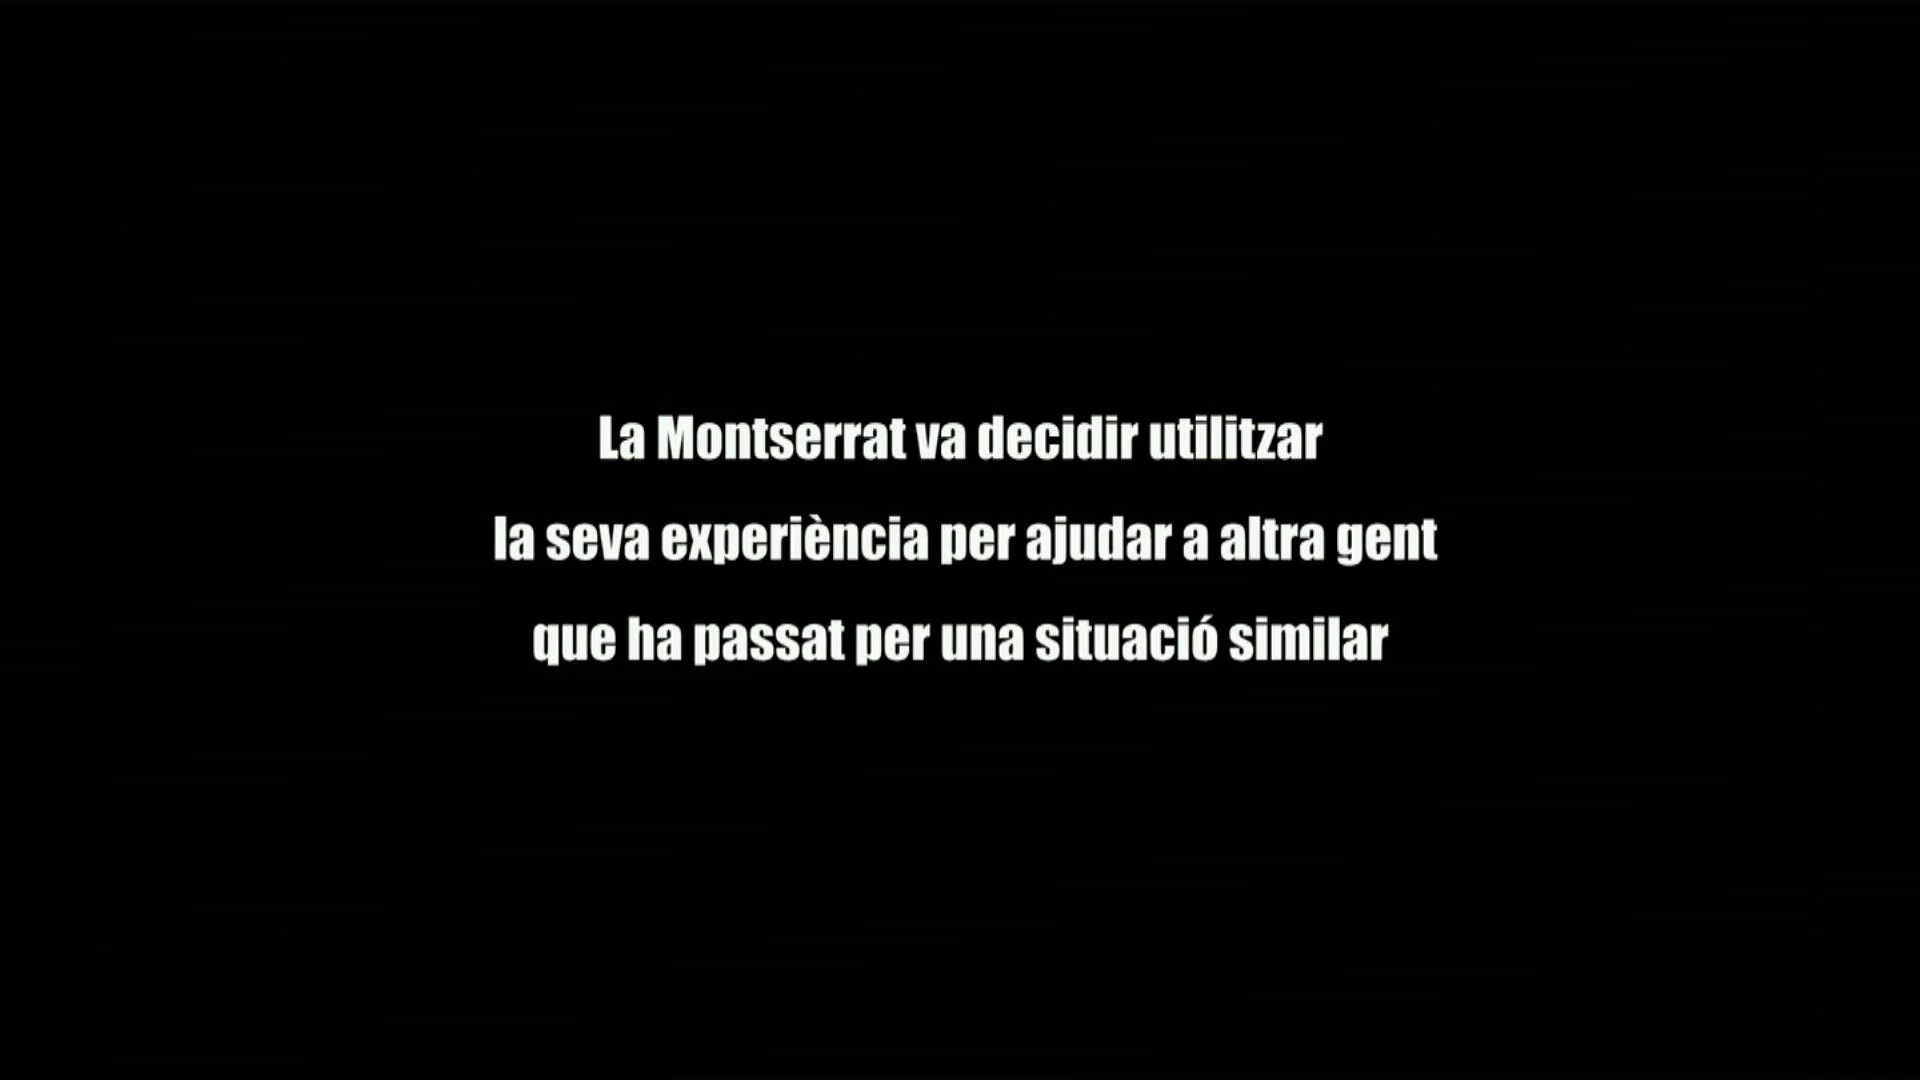 La Montserrat va decidir utilitzar
la seva experiència per ajudar a altra gent
que ha passat per una situació similar